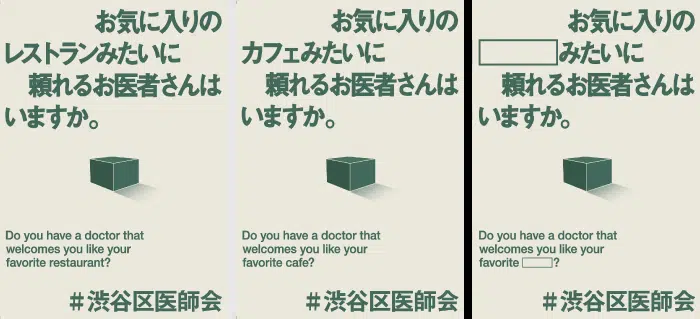 お気に入りの
レストランみたいに
頼れるお医者さんは
いますか。
Do you have a doctor that
welcomes you like your
favorite restaurant?
#渋谷区医師会
お気に入りの
カフェみたいに
頼れるお医者さんは
いますか。
Do you have a doctor that
welcomes you like your
favorite cafe?
#渋谷区医師会
お気に入りの
みたいに
頼れるお医者さんは
いますか。
Do you have a doctor that
welcomes you like your
favorite ?
#渋谷区医師会